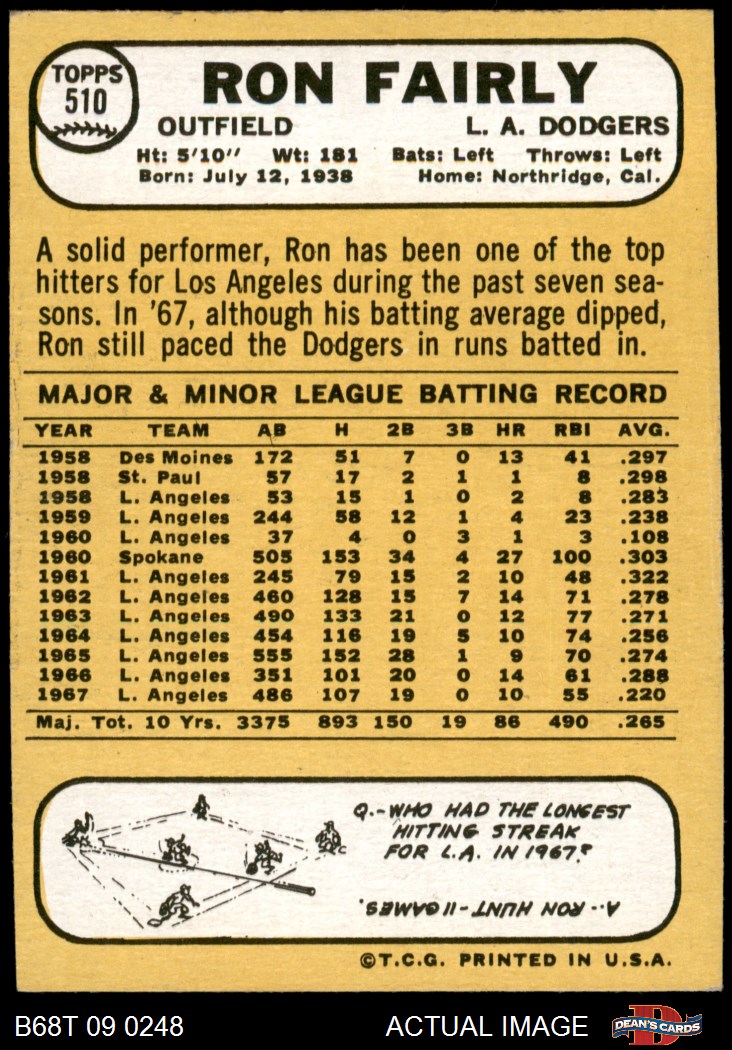 TOPPS
510
RON FAIRLY
OUTFIELD L. A. DODGERS
Ht: 5'10" Wt: 181 Bats: Left Throws: Left
Born: July 12, 1938 Home: Northridge, Cal.
A solid performer, Ron has been one of the top
hitters for Los Angeles during the past seven sea-
sons. In '67, although his batting average dipped,
Ron still paced the Dodgers in runs batted in.
MAJOR & MINOR LEAGUE BATTING RECORD
YEAR TEAM AB H 2B 3B HR RBI AVG.
1958 Des Moines 172 51 7 0 13 41 .297
1958 St. Paul 57 17 2 1 1 8 .298
1958 L. Angeles 53 15 1 0 2 8 .283
1959 L. Angeles 244 58 12 1 4 23 .238
1960 L. Angeles 37 4 0 3 1 3 .108
1960 Spokane 505 153 34 4 27 100 .303
1961 L. Angeles 245 79 15 2 10 48 .322
1962 L. Angeles 460 128 15 7 14 71 .278
1963 L. Angeles 490 133 21 0 12 77 .271
1964 L. Angeles 454 116 19 5 10 74 .256
1965 L. Angeles 555 152 28 1 9 70 .274
1966 L. Angeles 351 101 20 0 14 61 .288
1967 L. Angeles 486 107 19 0 10 55 .220
Maj. Tot. 10 Yrs. 3375 893 150 19 86 490 .265
Q.-WHO HAD THE LONGEST
HITTING STREAK
FOR L.A. IN 1967?
A.-RON HUNT-11 GAMES.
©T.C.G. PRINTED IN U.S.A.
B68T 09 0248 ACTUAL IMAGE D DEAN'S CARDS